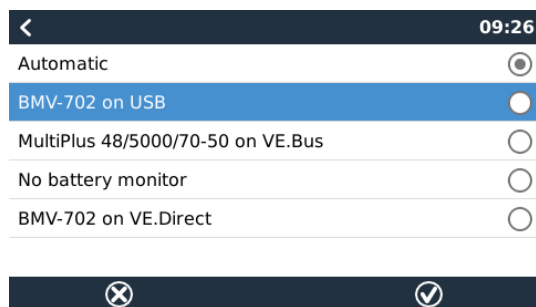 09:26
Automatic
BMV-702 on USB
MultiPlus 48/5000/70-50 on VE.Bus
No battery monitor
BMV-702 on VE.Direct